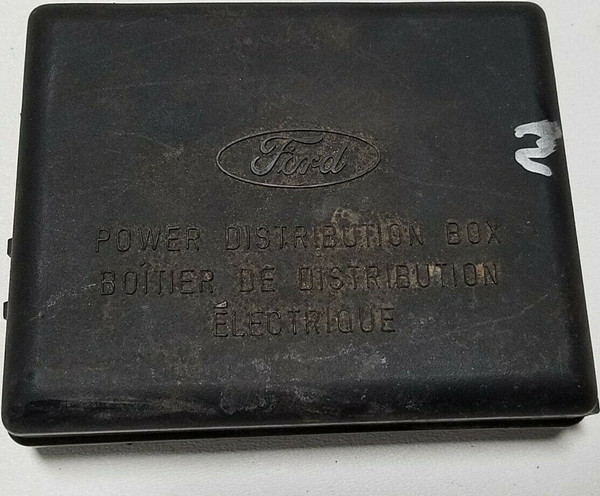 Ford
POWER DISTRIBUTION BOX
BOÎTIER DE DISTRIBUTION
ÉLECTRIQUE